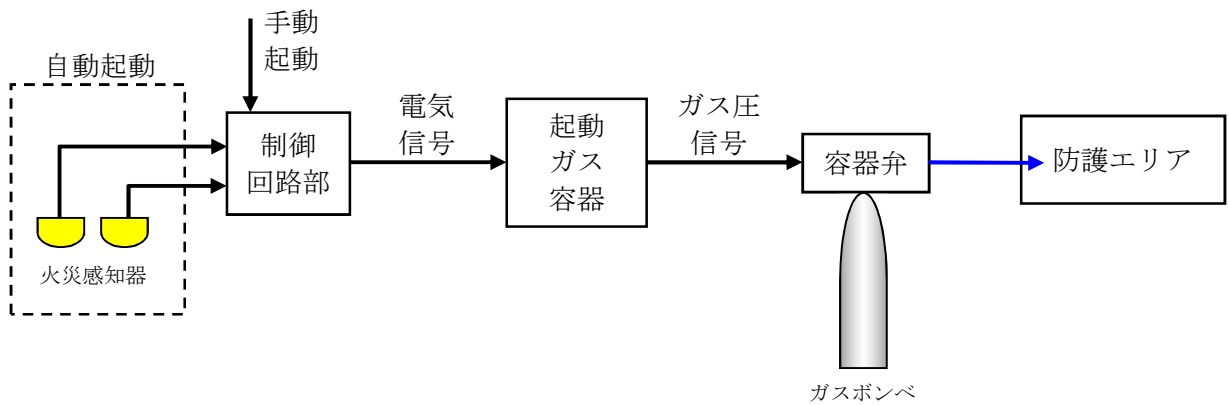 手動
起動
自動起動
火災感知器
制御
回路部
電気
信号
起動
ガス
容器
ガス圧
信号
容器弁
ガスボンベ
防護エリア